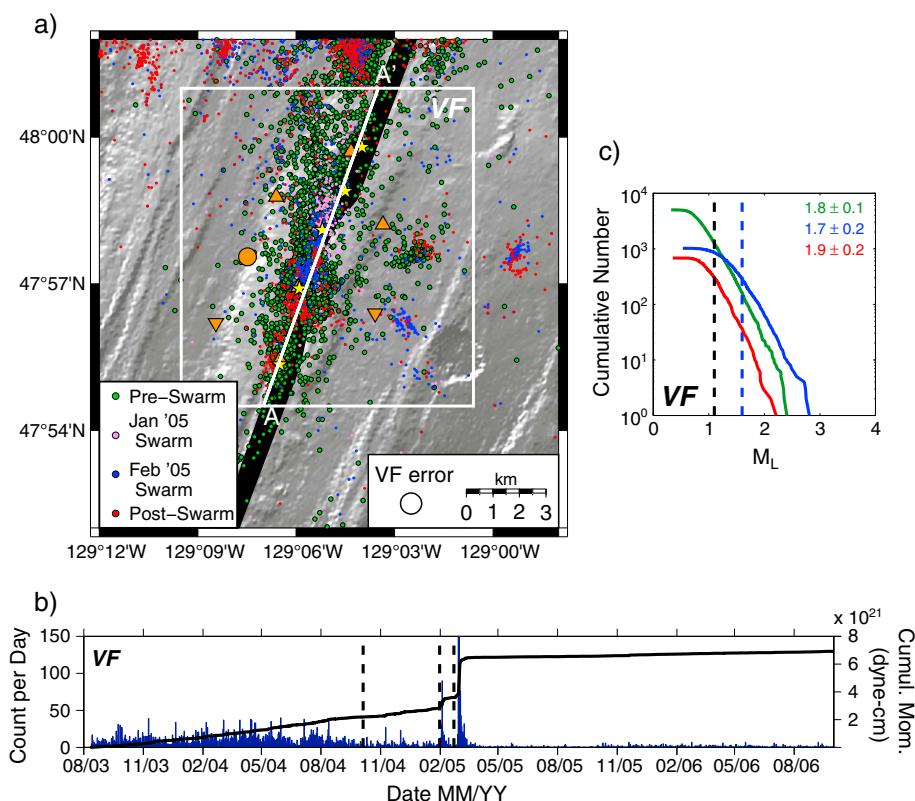 a)
A'
VF
48°00'N
47°57'N
47°54'N
A
Pre−Swarm
Jan '05
Swarm
Feb '05
Swarm
Post−Swarm
VF error
km
0 1 2 3
129°12'W 129°09'W 129°06'W 129°03'W 129°00'W
c)
Cumulative Number
10^4
10^3
10^2
10^1
10^0
1.8 ± 0.1
1.7 ± 0.2
1.9 ± 0.2
VF
0 1 2 3 4
M_L
b)
Count per Day
150
100
50
0
VF
x 10^21
8
6
4
2
Cumul. Mom.
(dyne-cm)
08/03 11/03 02/04 05/04 08/04 11/04 02/05 05/05 08/05 11/05 02/06 05/06 08/06
Date MM/YY